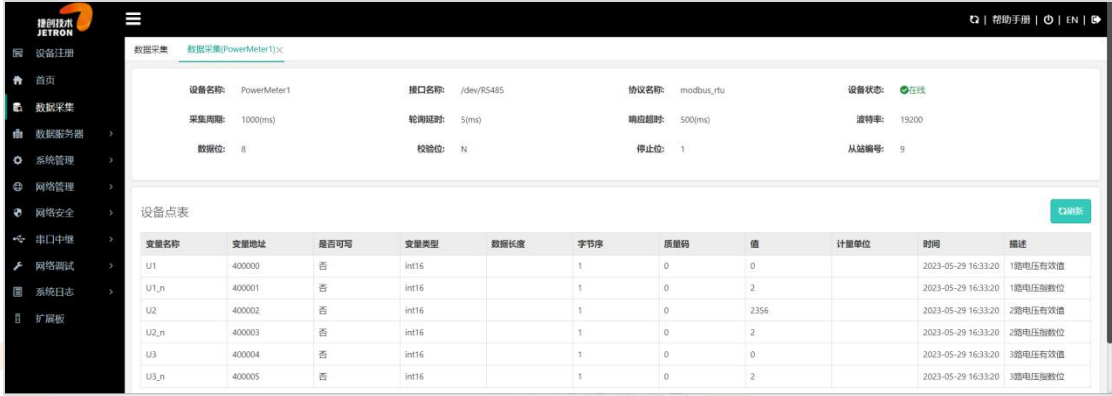 捷创技术
JETRON
帮助手册 | EN |
设备注册
首页
数据采集
数据服务器
系统管理
网络管理
网络安全
串口中继
网络调试
系统日志
扩展板
数据采集 数据采集(PowerMeter1)×
设备名称: PowerMeter1 接口名称: /dev/RS485 协议名称: modbus_rtu 设备状态: 在线
采集周期: 1000(ms) 轮询延时: 5(ms) 响应超时: 500(ms) 波特率: 19200
数据位: 8 校验位: N 停止位: 1 从站编号: 9
设备点表 刷新
变量名称 变量地址 是否可写 变量类型 数据长度 字节序 质量码 值 计量单位 时间 描述
U1 400000 否 int16 1 0 0 2023-05-29 16:33:20 1路电压有效值
U1_n 400001 否 int16 1 0 2 2023-05-29 16:33:20 1路电压指数位
U2 400002 否 int16 1 0 2356 2023-05-29 16:33:20 2路电压有效值
U2_n 400003 否 int16 1 0 2 2023-05-29 16:33:20 2路电压指数位
U3 400004 否 int16 1 0 0 2023-05-29 16:33:20 3路电压有效值
U3_n 400005 否 int16 1 0 2 2023-05-29 16:33:20 3路电压指数位